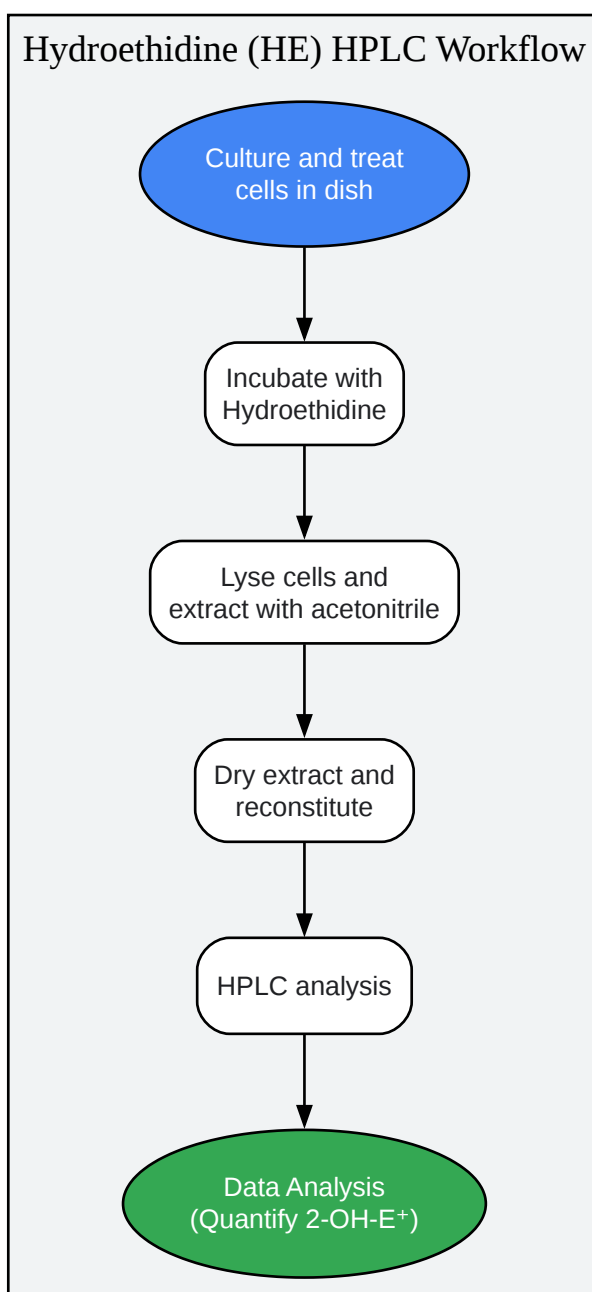 Hydroethidine (HE) HPLC Workflow
Culture and treat
cells in dish
Incubate with
Hydroethidine
Lyse cells and
extract with acetonitrile
Dry extract and
reconstitute
HPLC analysis
Data Analysis
(Quantify 2-OH-E⁺)